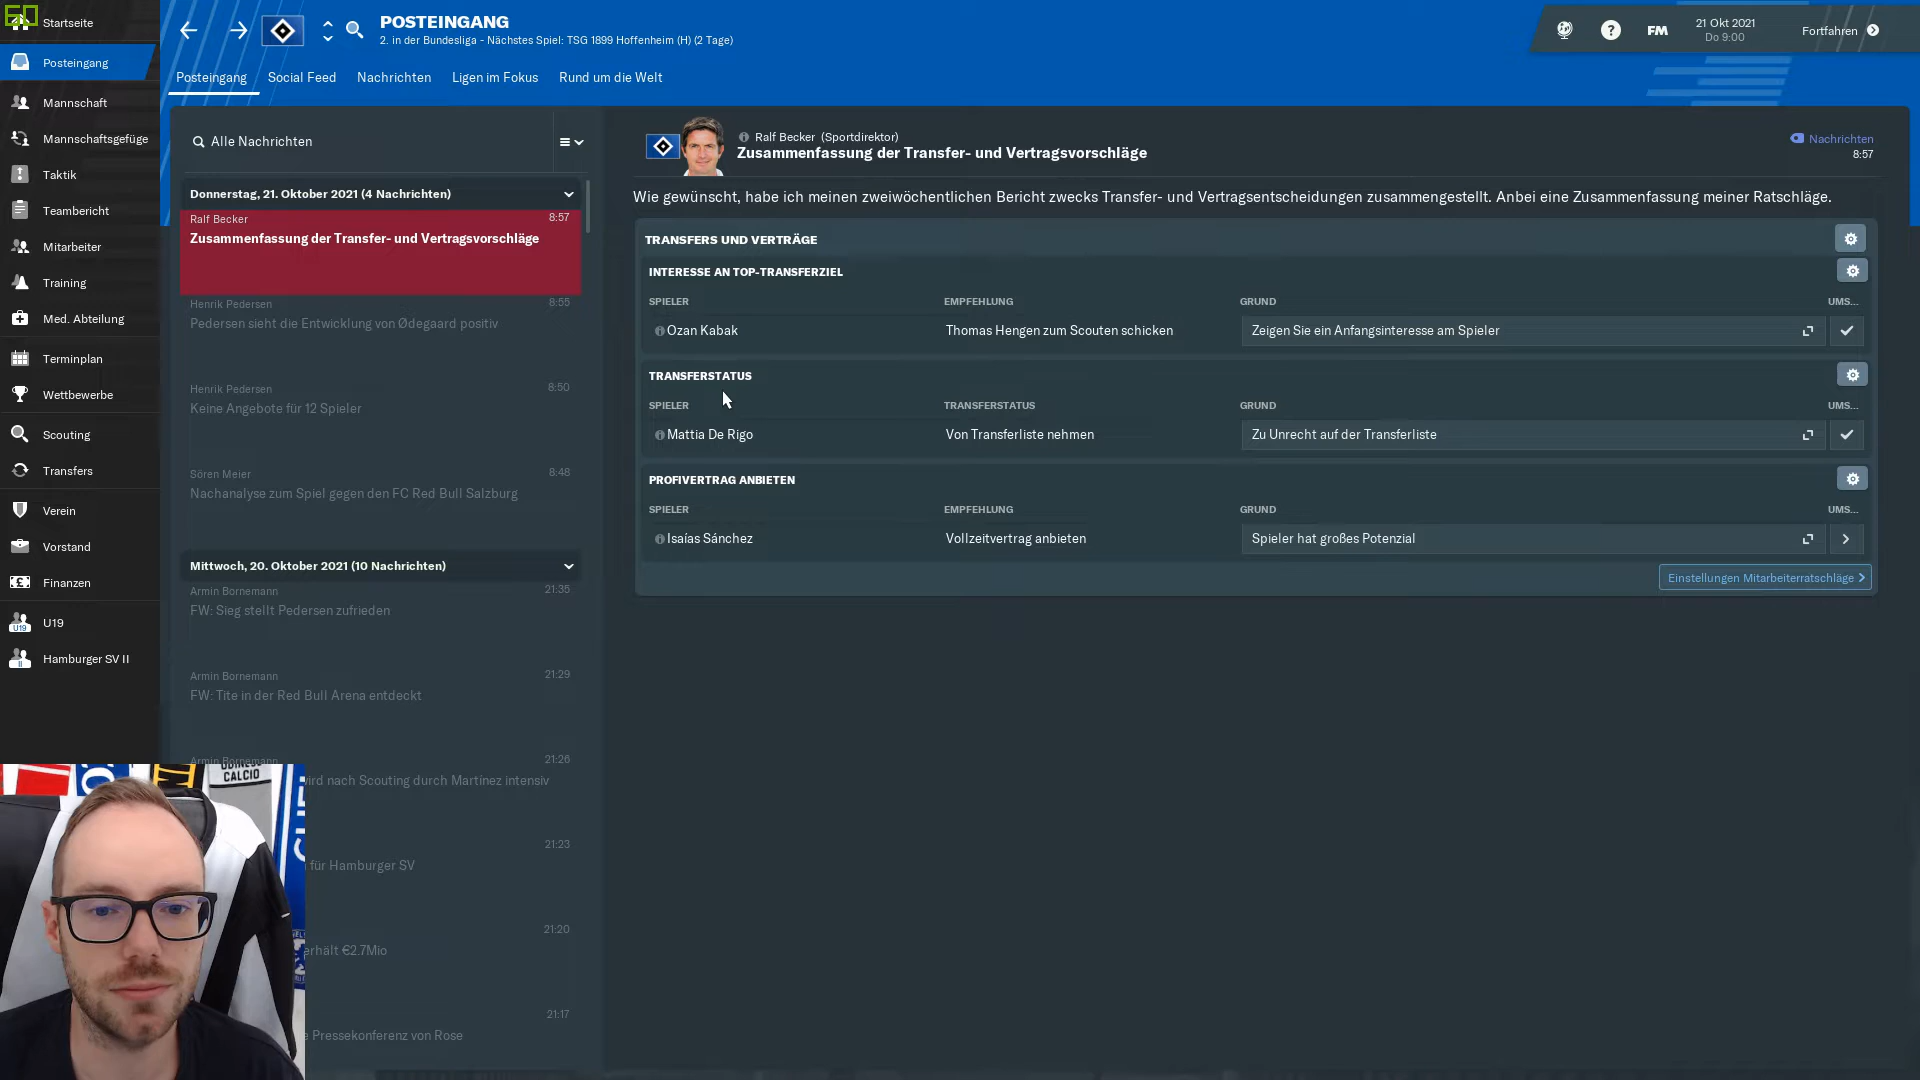 60
Startseite
Posteingang
Mannschaft
Mannschaftsgefüge
Taktik
Teambericht
Mitarbeiter
Training
Med. Abteilung
Terminplan
Wettbewerbe
Scouting
Transfers
Verein
Vorstand
Finanzen
U19
U19
II
Hamburger SV II
POSTEINGANG
2. in der Bundesliga - Nächstes Spiel: TSG 1899 Hoffenheim (H) (2 Tage)
Posteingang
Social Feed
Nachrichten
Ligen im Fokus
Rund um die Welt
?
FM
21 Okt 2021
Do 9:00
Fortfahren
Alle Nachrichten
Donnerstag, 21. Oktober 2021 (4 Nachrichten)
Ralf Becker 8:57
Zusammenfassung der Transfer- und Vertragsvorschläge
Henrik Pedersen 8:55
Pedersen sieht die Entwicklung von Ødegaard positiv
Henrik Pedersen 8:50
Keine Angebote für 12 Spieler
Sören Meier 8:48
Nachanalyse zum Spiel gegen den FC Red Bull Salzburg
Mittwoch, 20. Oktober 2021 (10 Nachrichten)
Armin Bornemann 21:35
FW: Sieg stellt Pedersen zufrieden
Armin Bornemann 21:29
FW: Tite in der Red Bull Arena entdeckt
Armin Bornemann 21:26
wird nach Scouting durch Martínez intensiv
21:23
für Hamburger SV
21:20
erhält €2.7Mio
21:17
e Pressekonferenz von Rose
CALCIO
Ralf Becker (Sportdirektor)
Zusammenfassung der Transfer- und Vertragsvorschläge
Nachrichten
8:57
Wie gewünscht, habe ich meinen zweiwöchentlichen Bericht zwecks Transfer- und Vertragsentscheidungen zusammengestellt. Anbei eine Zusammenfassung meiner Ratschläge.
TRANSFERS UND VERTRÄGE
INTERESSE AN TOP-TRANSFERZIEL
SPIELER EMPFEHLUNG GRUND UMS...
Ozan Kabak Thomas Hengen zum Scouten schicken Zeigen Sie ein Anfangsinteresse am Spieler
TRANSFERSTATUS
SPIELER TRANSFERSTATUS GRUND UMS...
Mattia De Rigo Von Transferliste nehmen Zu Unrecht auf der Transferliste
PROFIVERTRAG ANBIETEN
SPIELER EMPFEHLUNG GRUND UMS...
Isaías Sánchez Vollzeitvertrag anbieten Spieler hat großes Potenzial
Einstellungen Mitarbeiterratschläge